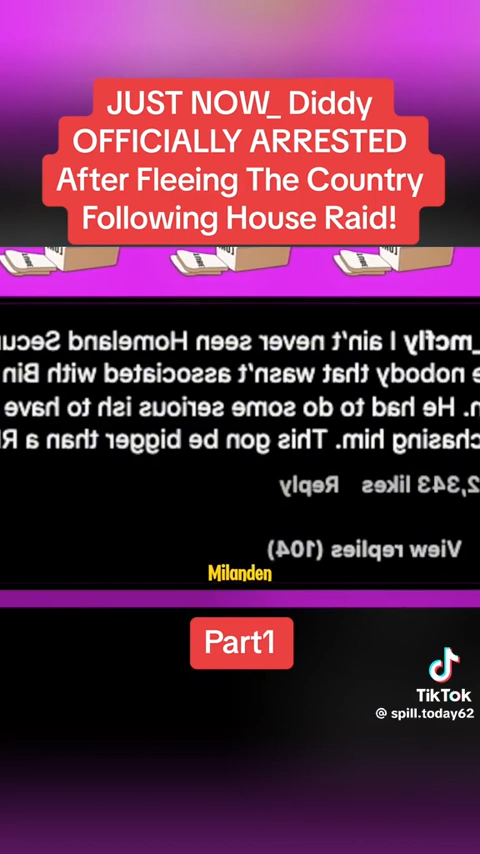 JUST NOW_ Diddy
OFFICIALLY ARRESTED
After Fleeing The Country
Following House Raid!
_mcfly I ain't never seen Homeland Secu
e nobody that wasn't associated with Bin
n. He had to do some serious ish to have
chasing him. This gon be bigger than a R
2,343 likes Reply
View replies (104)
Milanden
Part1
TikTok
@ spill.today62